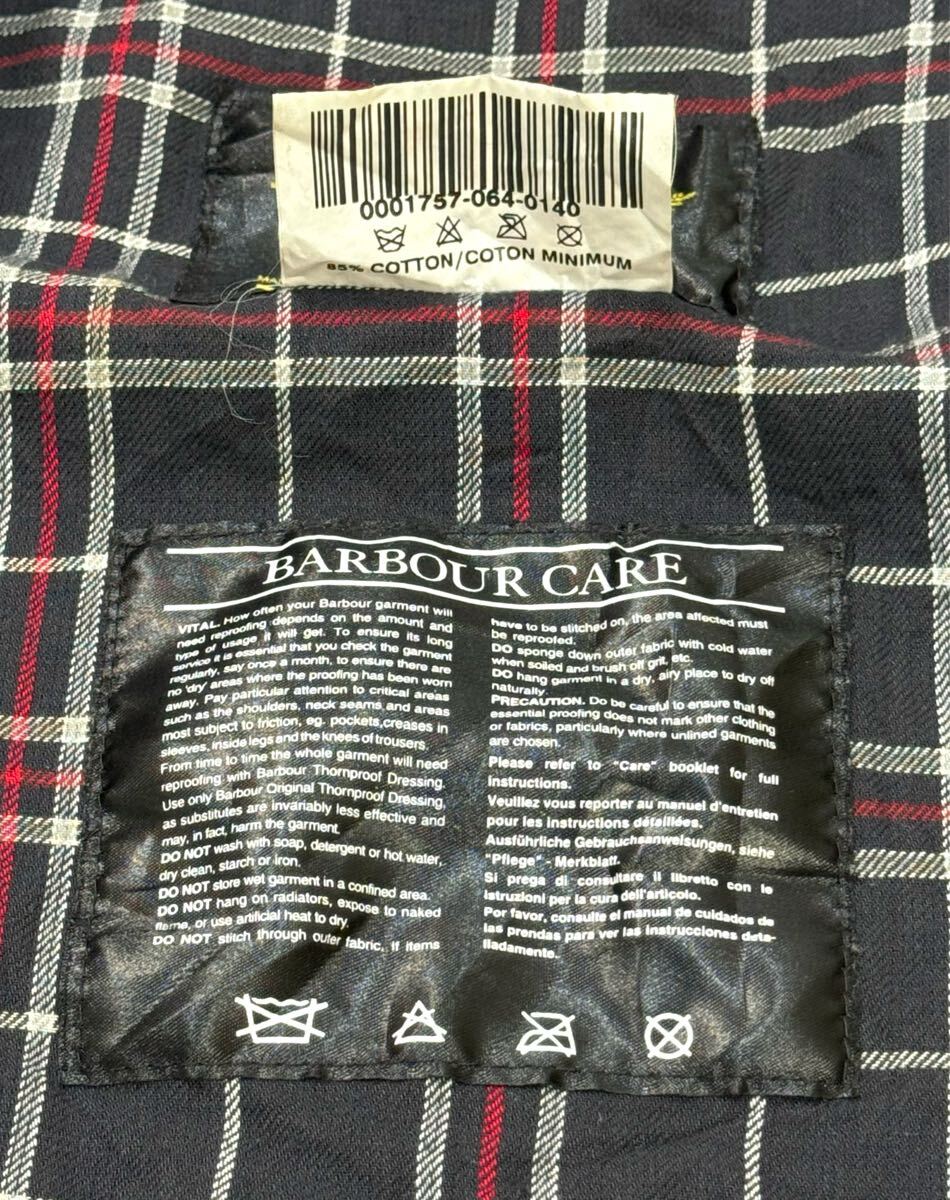 0001757-064-0140
85% COTTON/COTON MINIMUM
BARBOUR CARE
VITAL. How often your Barbour garment will
need reproofing depends on the amount and
type of usage it will get. To ensure its long
service it is essential that you check the garment
regularly, say once a month, to ensure there are
no 'dry' areas where the proofing has been worn
away. Pay particular attention to critical areas
such as the shoulders, neck seams and areas
most subject to friction, eg. pockets,creases in
sleeves, inside legs and the knees of trousers.
From time to time the whole garment will need
reproofing with Barbour Thornproof Dressing.
Use only Barbour Original Thornproof Dressing,
as substitutes are invariably less effective and
may, in fact, harm the garment.
DO NOT wash with soap, detergent or hot water,
dry clean, starch or iron.
DO NOT store wet garment in a confined area.
DO NOT hang on radiators, expose to naked
flame, or use artificial heat to dry.
DO NOT stitch through outer fabric, If items
have to be stitched on, the area affected must
be reproofed.
DO sponge down outer fabric with cold water
when soiled and brush off grit, etc.
DO hang garment in a dry, airy place to dry off
naturally.
PRECAUTION. Do be careful to ensure that the
essential proofing does not mark other clothing
or fabrics, particularly where unlined garments
are chosen.
Please refer to "Care" booklet for full
instructions.
Veuillez vous reporter au manuel d'entretien
pour les instructions détaillées.
Ausführliche Gebrauchsanweisungen, siehe
"Pflege" - Merkblatt.
Si prega di consultare il libretto con le
istruzioni per la cura dell'articolo.
Por favor, consulte el manual de cuidados de
las prendas para ver las instrucciones deta-
lladamente.